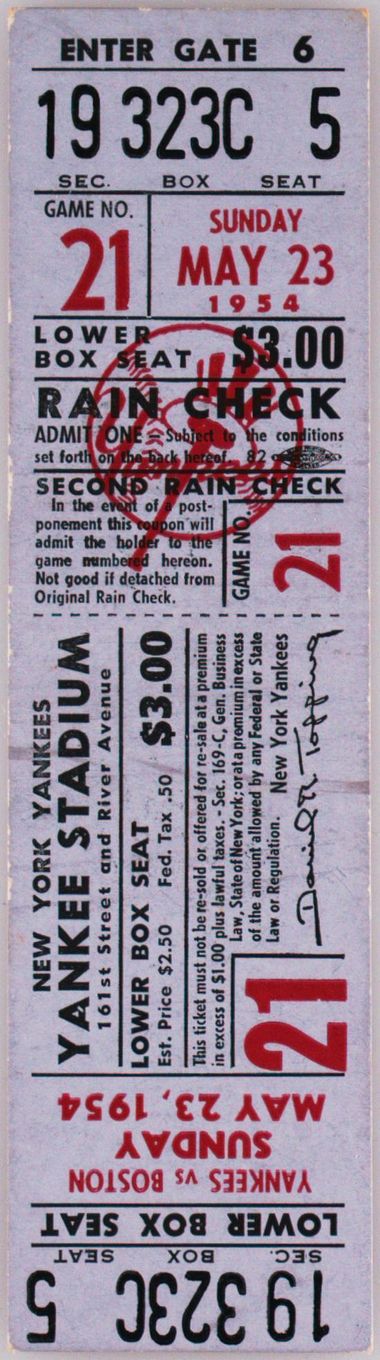 ENTER GATE 6
19 323C 5
SEC. BOX SEAT
GAME NO.
21
SUNDAY
MAY 23
1954
LOWER
BOX SEAT $3.00
RAIN CHECK
ADMIT ONE — Subject to the conditions
set forth on the back hereof. 82
SECOND RAIN CHECK
In the event of a post-
ponement this coupon will
admit the holder to the
game numbered hereon.
Not good if detached from
Original Rain Check.
GAME NO.
21
NEW YORK YANKEES
YANKEE STADIUM
161st Street and River Avenue
LOWER BOX SEAT $3.00
Est. Price $2.50 Fed. Tax .50
This ticket must not be re-sold or offered for re-sale at a premium
in excess of $1.00 plus lawful taxes. - Sec. 169-C, Gen. Business
Law, State of New York; or at a premium in excess
of the amount allowed by any Federal or State
Law or Regulation. New York Yankees
Daniel R. Topping
21
19 323C 5
SEC. BOX SEAT
LOWER BOX SEAT
YANKEES vs BOSTON
SUNDAY
MAY 23, 1954